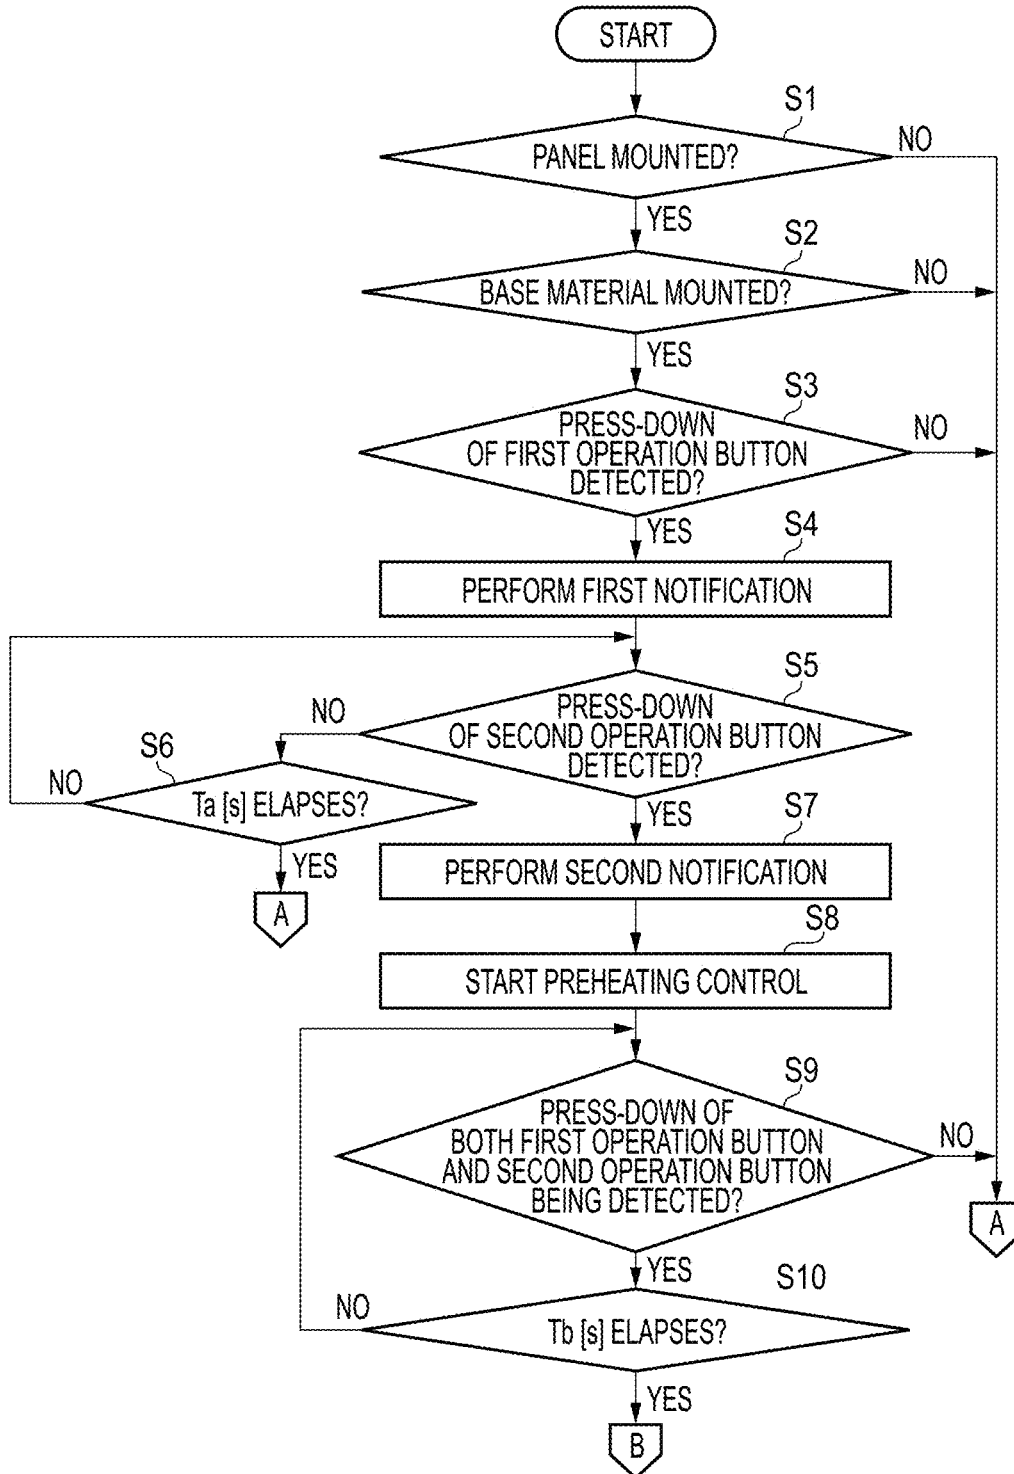 START
S1
PANEL MOUNTED?
NO
YES
S2
BASE MATERIAL MOUNTED?
NO
YES
S3
PRESS-DOWN
OF FIRST OPERATION BUTTON
DETECTED?
NO
YES
S4
PERFORM FIRST NOTIFICATION
S5
PRESS-DOWN
OF SECOND OPERATION BUTTON
DETECTED?
NO
YES
S6
Ta [s] ELAPSES?
NO
YES
A
S7
PERFORM SECOND NOTIFICATION
S8
START PREHEATING CONTROL
S9
PRESS-DOWN OF
BOTH FIRST OPERATION BUTTON
AND SECOND OPERATION BUTTON
BEING DETECTED?
NO
A
YES
S10
Tb [s] ELAPSES?
NO
YES
B